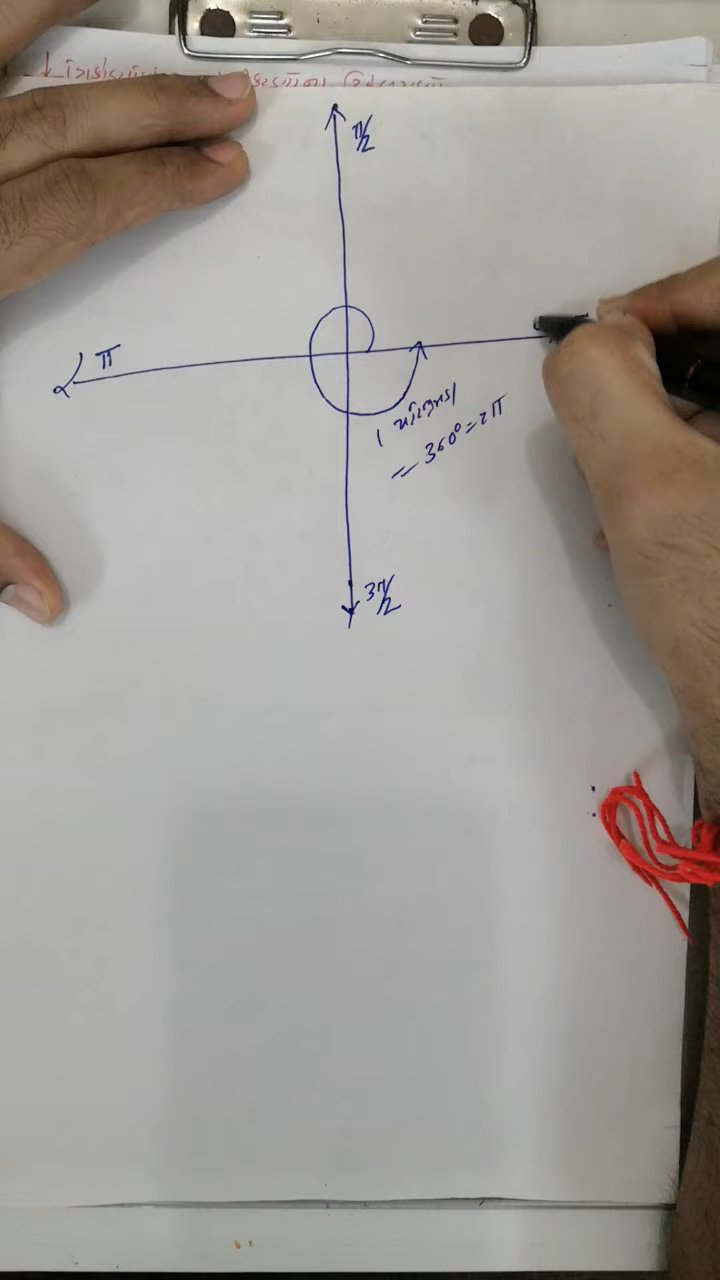 π/2
π
1 પરિભ્રમણ
= 360° = 2π
3π/2